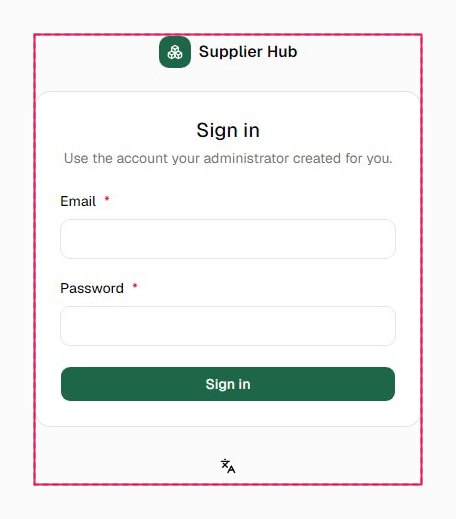 Supplier Hub
Sign in
Use the account your administrator created for you.
Email *
Password *
Sign in